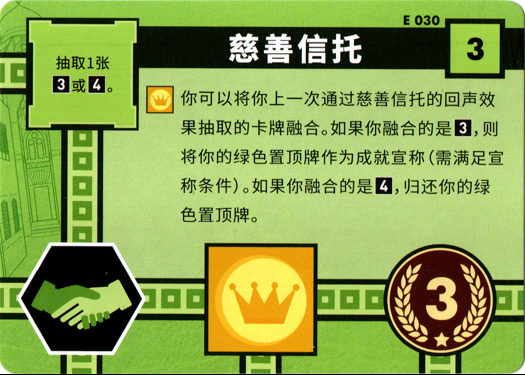 E 030
慈善信托
3
抽取1张
3或4。
你可以将你上一次通过慈善信托的回声效
果抽取的卡牌融合。如果你融合的是3,则
将你的绿色置顶牌作为成就宣称(需满足宣
称条件)。如果你融合的是4,归还你的绿
色置顶牌。
3